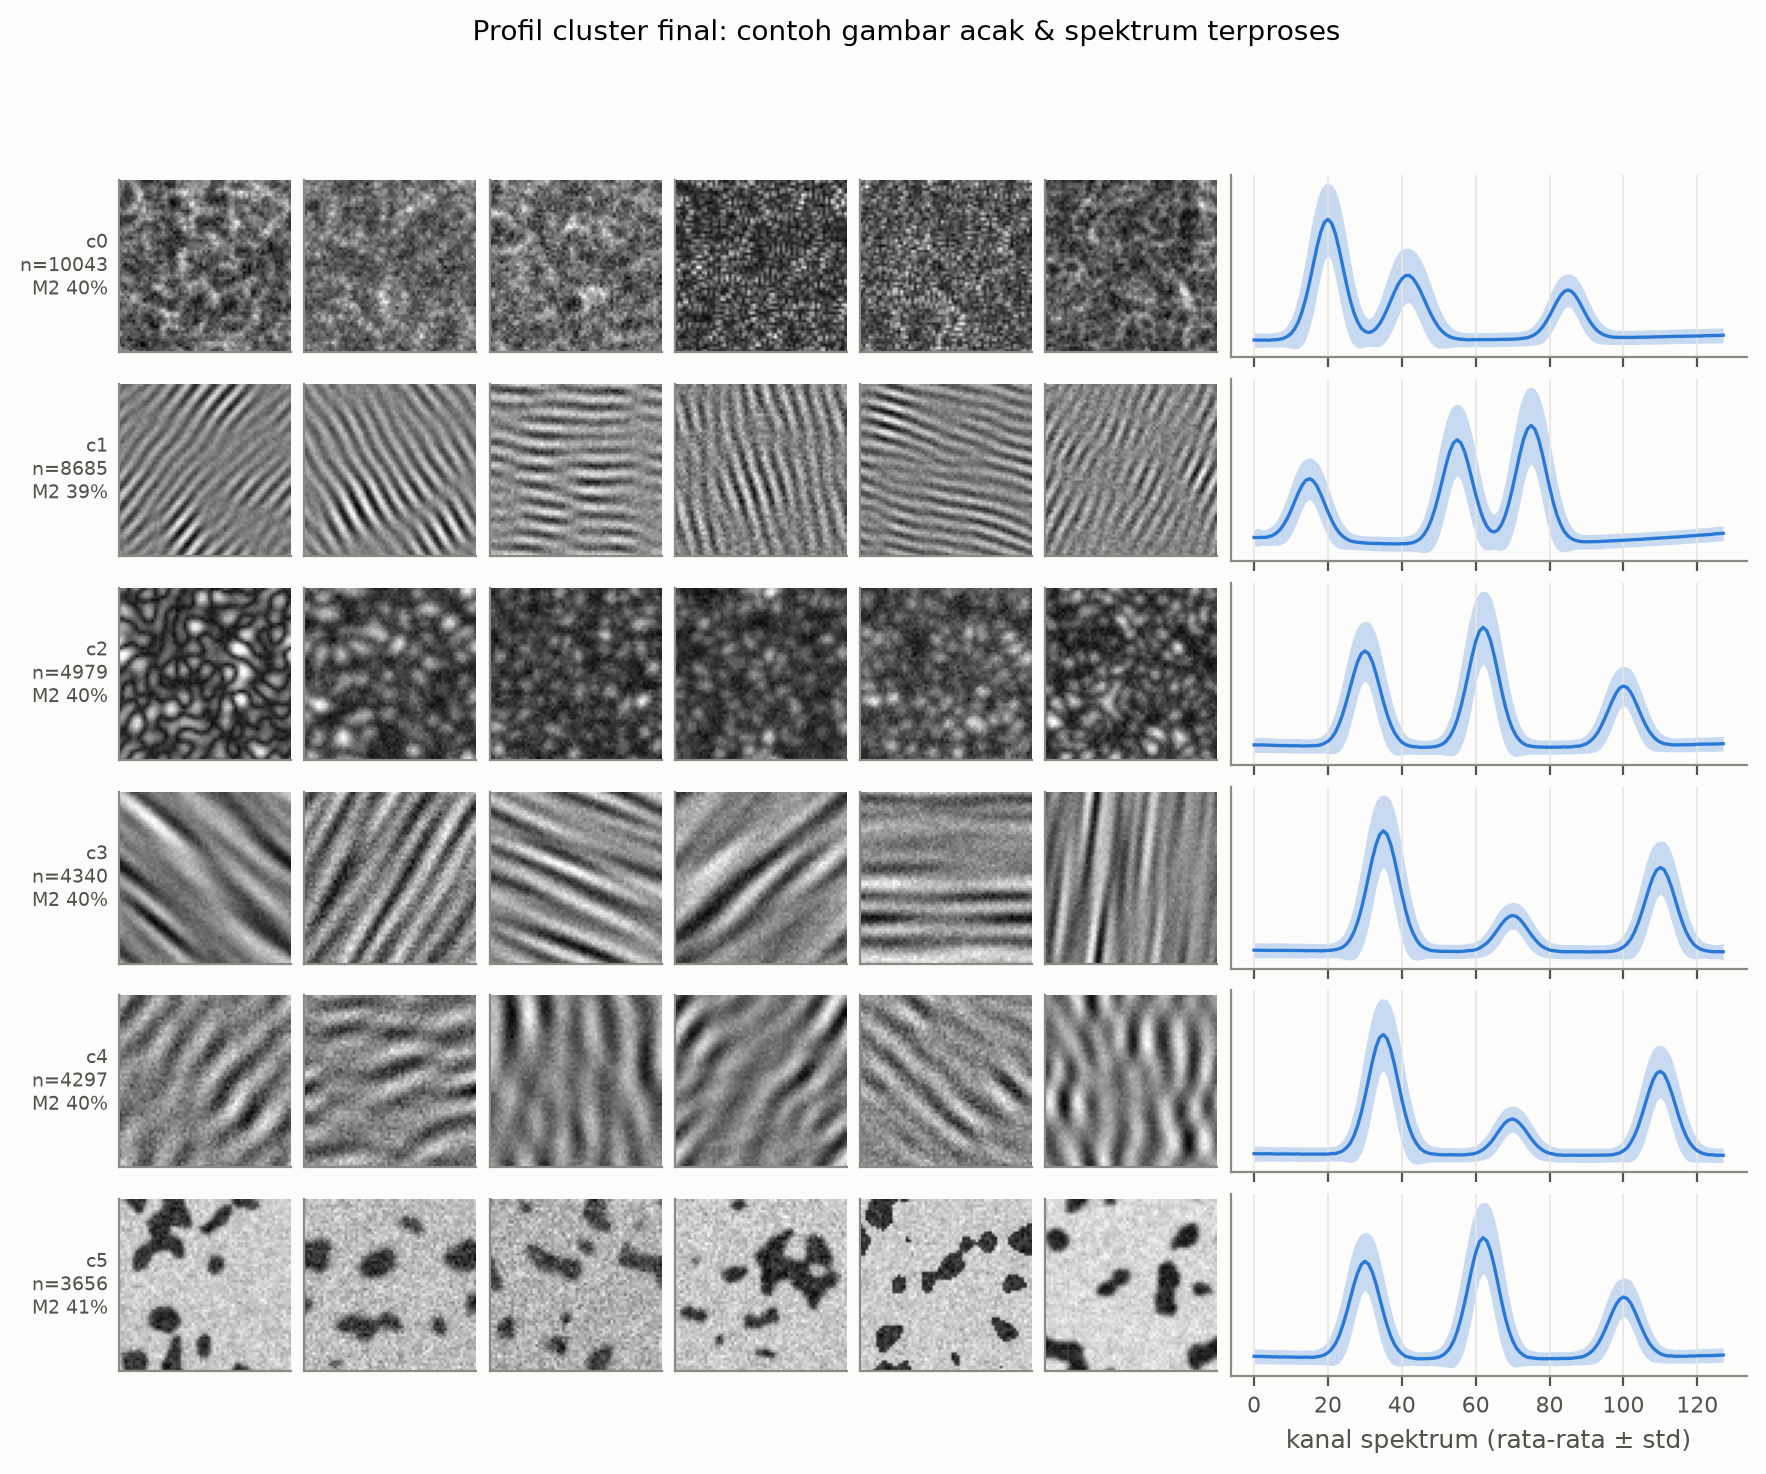 Profil cluster final: contoh gambar acak & spektrum terproses
c0
n=10043
M2 40%
c1
n=8685
M2 39%
c2
n=4979
M2 40%
c3
n=4340
M2 40%
c4
n=4297
M2 40%
c5
n=3656
M2 41%
0 20 40 60 80 100 120
kanal spektrum (rata-rata ± std)